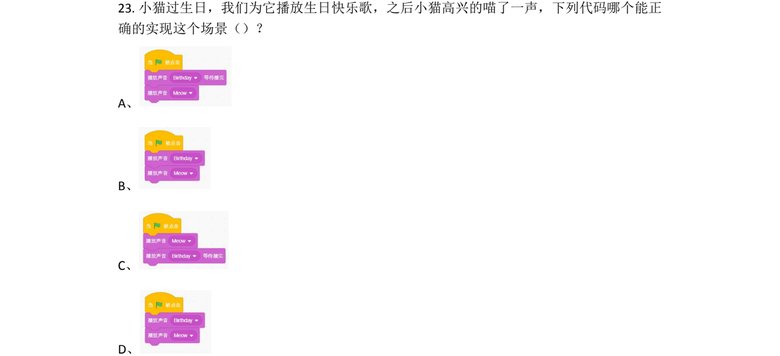 23. 小猫过生日，我们为它播放生日快乐歌，之后小猫高兴的喵了一声，下列代码哪个能正
确的实现这个场景（）？
当 被点击
播放声音 Birthday 等待播完
播放声音 Meow
A、
当 被点击
播放声音 Birthday
播放声音 Meow
B、
当 被点击
播放声音 Meow
播放声音 Birthday 等待播完
C、
当 被点击
播放声音 Birthday
播放声音 Meow
D、